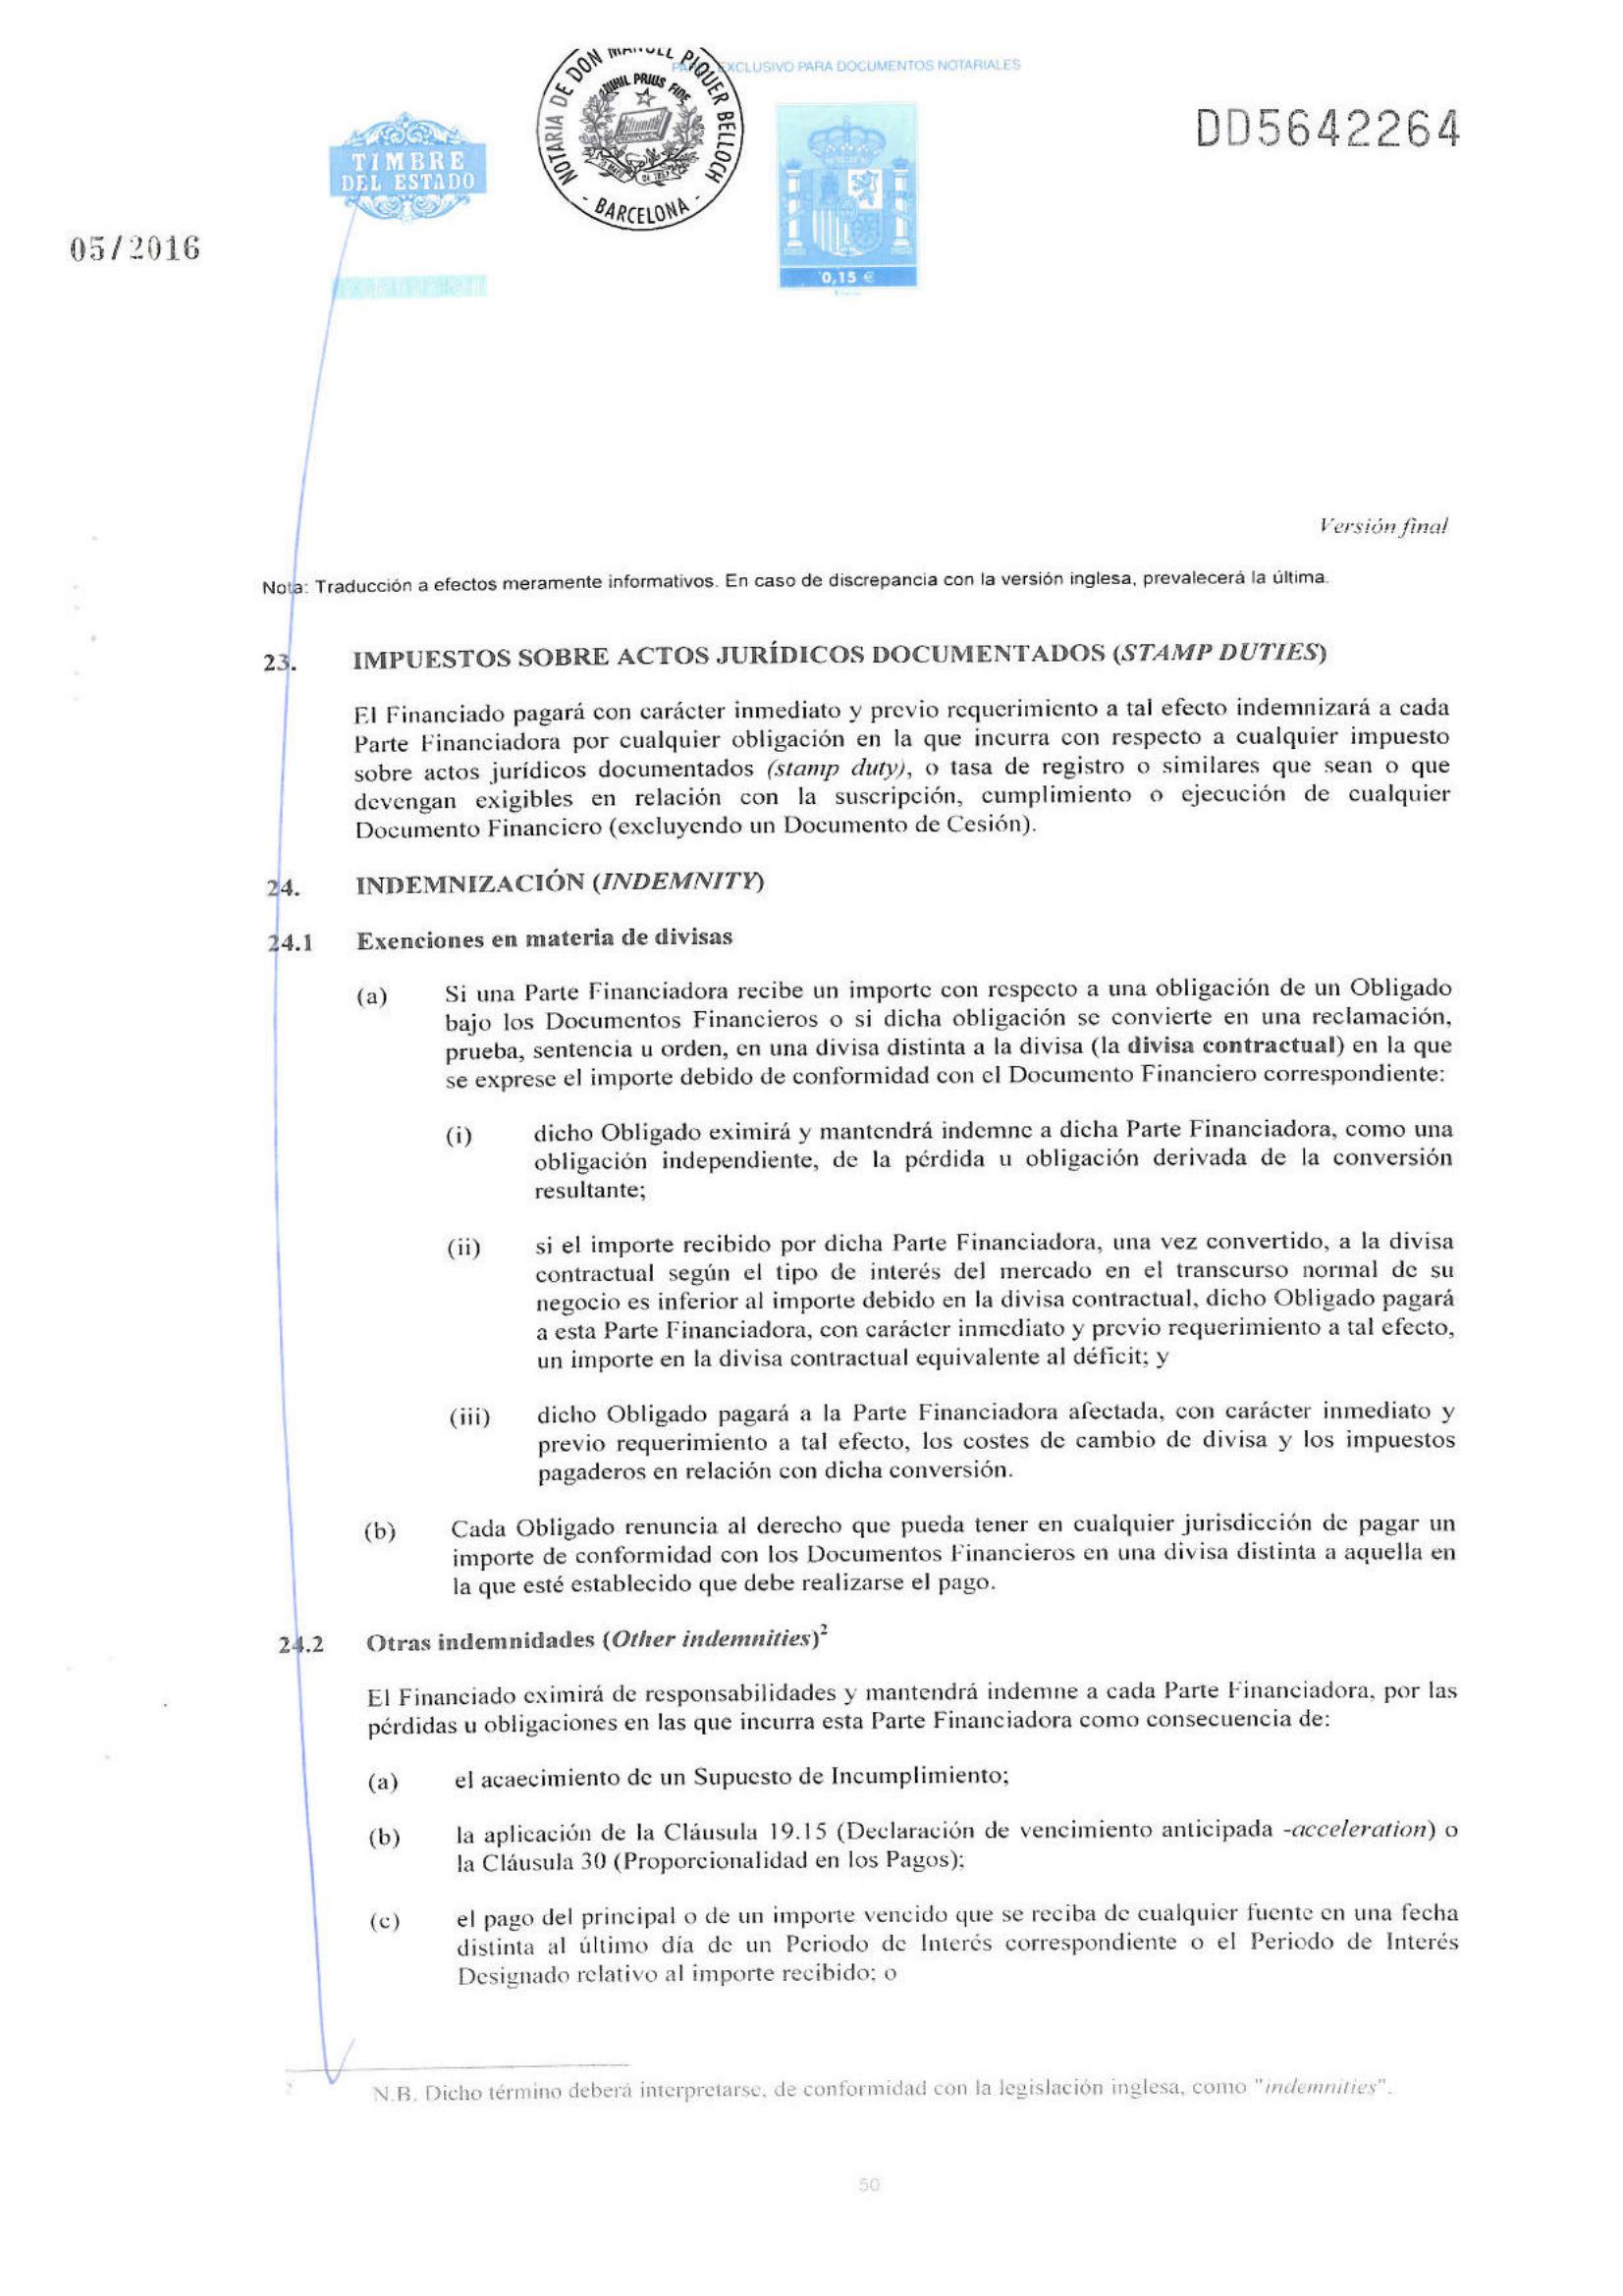 NOTARIA DE DON MANUEL PIQUER BELLOCH
NIHIL PRIUS FIDE
- BARCELONA -
EXCLUSIVO PARA DOCUMENTOS NOTARIALES
TIMBRE
DEL ESTADO
0,15 €
DD5642264
05/2016
Versión final
Nota: Traducción a efectos meramente informativos. En caso de discrepancia con la versión inglesa, prevalecerá la última.
23. IMPUESTOS SOBRE ACTOS JURÍDICOS DOCUMENTADOS (STAMP DUTIES)
El Financiado pagará con carácter inmediato y previo requerimiento a tal efecto indemnizará a cada
Parte Financiadora por cualquier obligación en la que incurra con respecto a cualquier impuesto
sobre actos jurídicos documentados (stamp duty), o tasa de registro o similares que sean o que
devengan exigibles en relación con la suscripción, cumplimiento o ejecución de cualquier
Documento Financiero (excluyendo un Documento de Cesión).
24. INDEMNIZACIÓN (INDEMNITY)
24.1 Exenciones en materia de divisas
(a) Si una Parte Financiadora recibe un importe con respecto a una obligación de un Obligado
bajo los Documentos Financieros o si dicha obligación se convierte en una reclamación,
prueba, sentencia u orden, en una divisa distinta a la divisa (la divisa contractual) en la que
se exprese el importe debido de conformidad con el Documento Financiero correspondiente:
(i) dicho Obligado eximirá y mantendrá indemne a dicha Parte Financiadora, como una
obligación independiente, de la pérdida u obligación derivada de la conversión
resultante;
(ii) si el importe recibido por dicha Parte Financiadora, una vez convertido, a la divisa
contractual según el tipo de interés del mercado en el transcurso normal de su
negocio es inferior al importe debido en la divisa contractual, dicho Obligado pagará
a esta Parte Financiadora, con carácter inmediato y previo requerimiento a tal efecto,
un importe en la divisa contractual equivalente al déficit; y
(iii) dicho Obligado pagará a la Parte Financiadora afectada, con carácter inmediato y
previo requerimiento a tal efecto, los costes de cambio de divisa y los impuestos
pagaderos en relación con dicha conversión.
(b) Cada Obligado renuncia al derecho que pueda tener en cualquier jurisdicción de pagar un
importe de conformidad con los Documentos Financieros en una divisa distinta a aquella en
la que esté establecido que debe realizarse el pago.
24.2 Otras indemnidades (Other indemnities)²
El Financiado eximirá de responsabilidades y mantendrá indemne a cada Parte Financiadora, por las
pérdidas u obligaciones en las que incurra esta Parte Financiadora como consecuencia de:
(a) el acaecimiento de un Supuesto de Incumplimiento;
(b) la aplicación de la Cláusula 19.15 (Declaración de vencimiento anticipada -acceleration) o
la Cláusula 30 (Proporcionalidad en los Pagos);
(c) el pago del principal o de un importe vencido que se reciba de cualquier fuente en una fecha
distinta al último día de un Periodo de Interés correspondiente o el Periodo de Interés
Designado relativo al importe recibido; o
2 N.B. Dicho término deberá interpretarse, de conformidad con la legislación inglesa, como "indemnities".
50